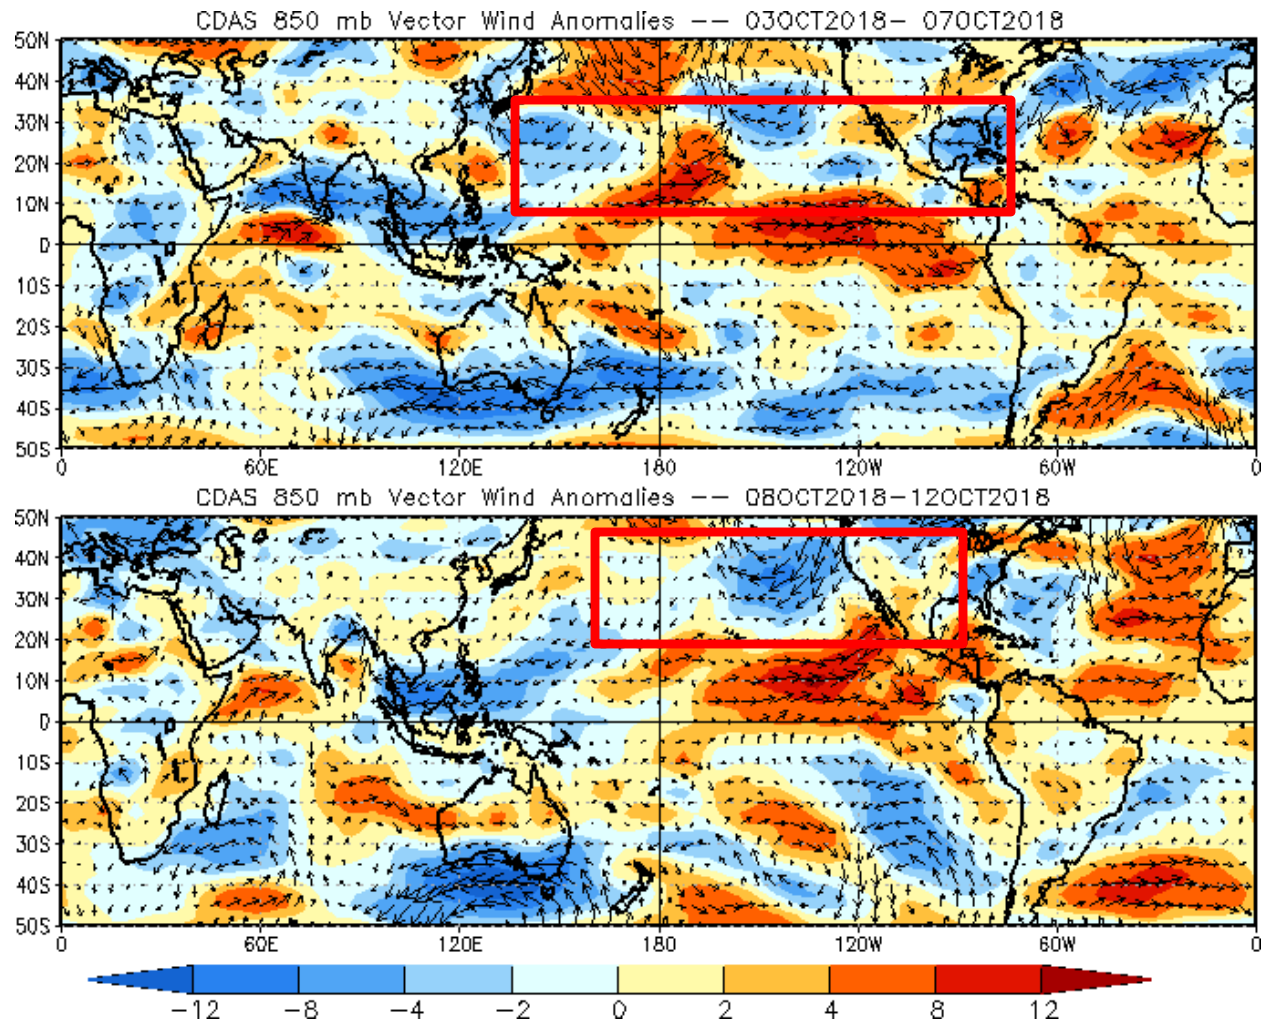 CDAS 850 mb Vector Wind Anomalies -- 03OCT2018- 07OCT2018
50N
40N
30N
20N
10N
0
10S
20S
30S
40S
50S
0 60E 120E 180 120W 60W 0
CDAS 850 mb Vector Wind Anomalies -- 08OCT2018-12OCT2018
50N
40N
30N
20N
10N
0
10S
20S
30S
40S
50S
0 60E 120E 180 120W 60W 0
-12 -8 -4 -2 0 2 4 8 12